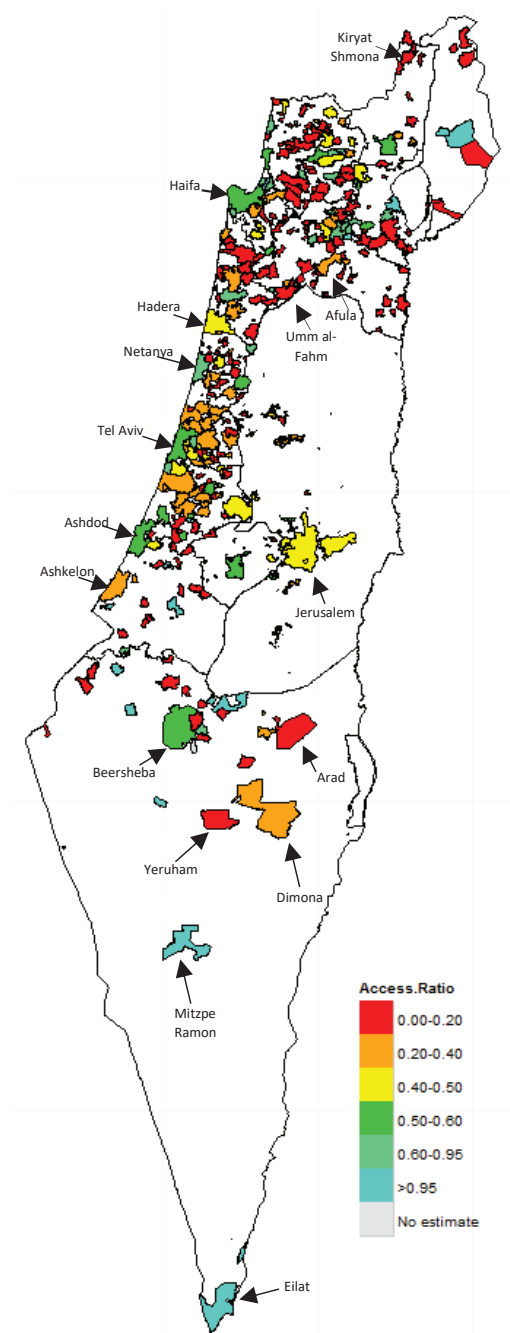 Kiryat
Shmona
Haifa
Hadera
Afula
Umm al-
Fahm
Netanya
Tel Aviv
Ashdod
Ashkelon
Jerusalem
Beersheba
Arad
Yeruham
Dimona
Mitzpe
Ramon
Access.Ratio
0.00-0.20
0.20-0.40
0.40-0.50
0.50-0.60
0.60-0.95
>0.95
No estimate
Eilat